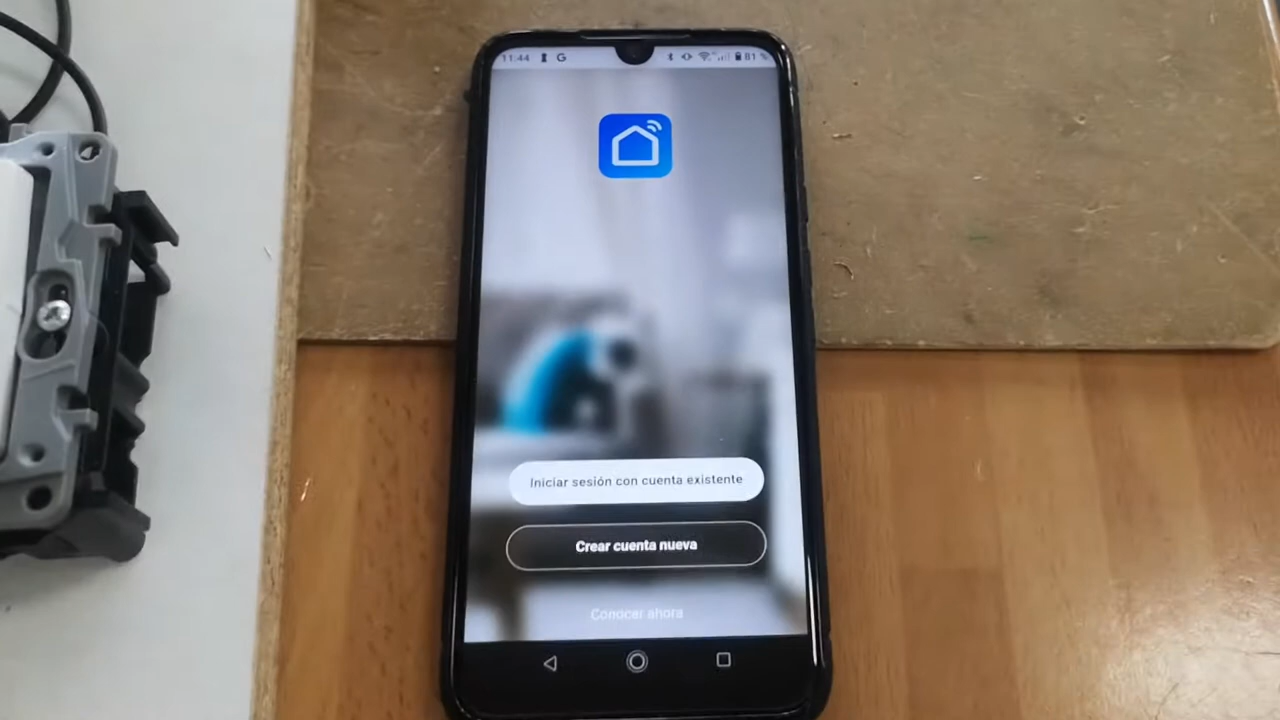 11:44 G 81 %
Iniciar sesión con cuenta existente
Crear cuenta nueva
Conocer ahora